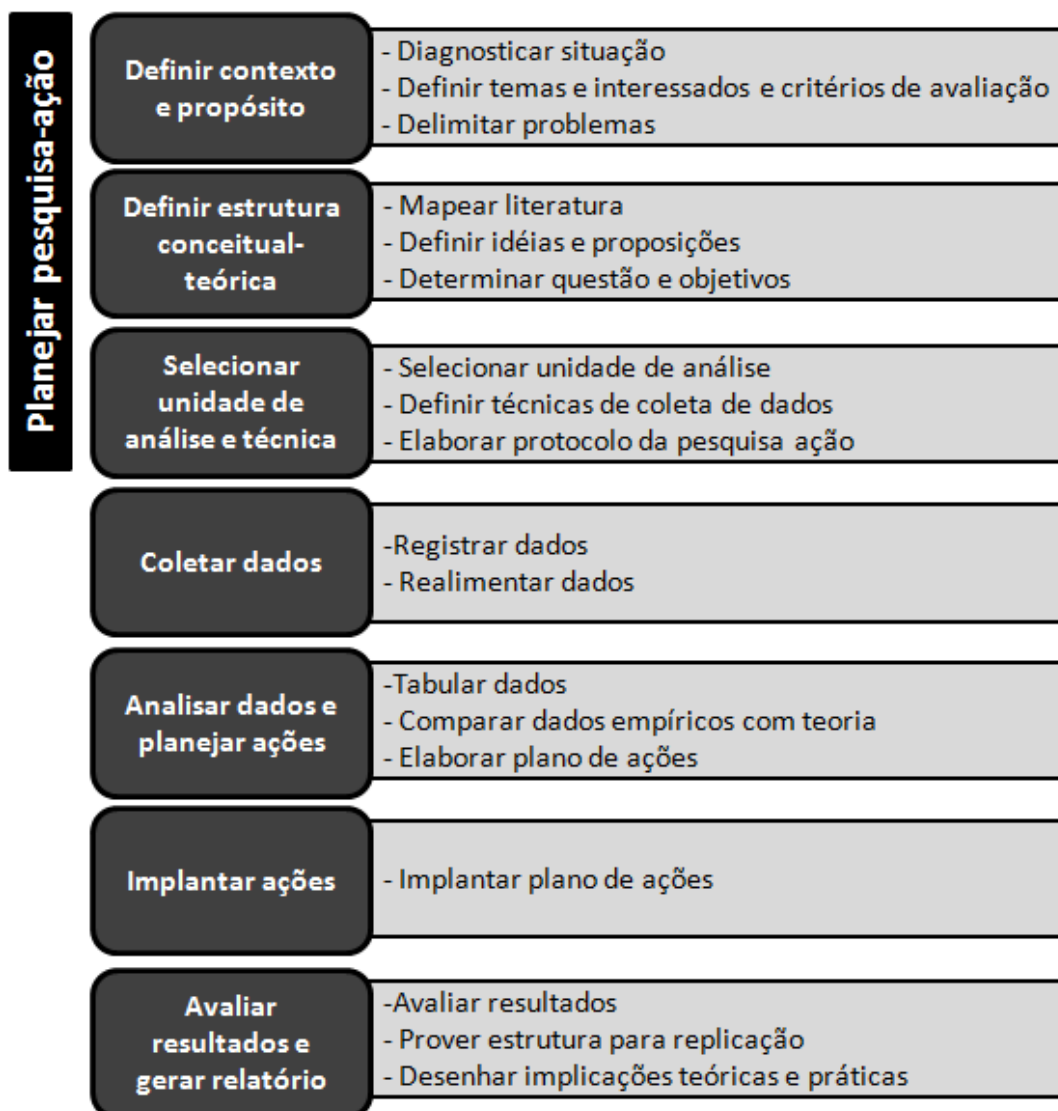 Planejar pesquisa-ação
Definir contexto
e propósito
- Diagnosticar situação
- Definir temas e interessados e critérios de avaliação
- Delimitar problemas
Definir estrutura
conceitual-
teórica
- Mapear literatura
- Definir idéias e proposições
- Determinar questão e objetivos
Selecionar
unidade de
análise e técnica
- Selecionar unidade de análise
- Definir técnicas de coleta de dados
- Elaborar protocolo da pesquisa ação
Coletar dados
-Registrar dados
- Realimentar dados
Analisar dados e
planejar ações
-Tabular dados
- Comparar dados empíricos com teoria
- Elaborar plano de ações
Implantar ações
- Implantar plano de ações
Avaliar
resultados e
gerar relatório
-Avaliar resultados
- Prover estrutura para replicação
- Desenhar implicações teóricas e práticas